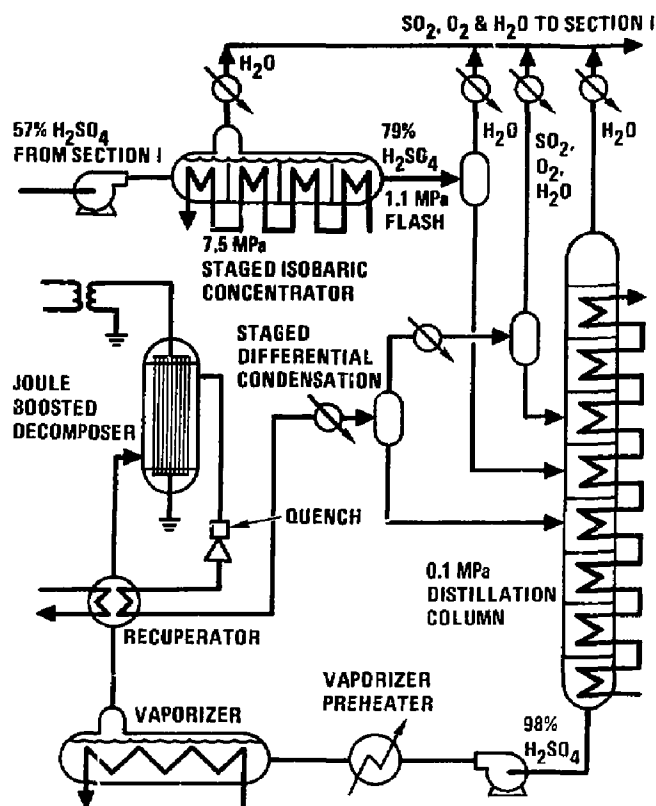 SO2, O2 & H2O TO SECTION I
H2O
57% H2SO4
FROM SECTION I
79%
H2SO4
H2O
SO2,
O2,
H2O
H2O
1.1 MPa
FLASH
7.5 MPa
STAGED ISOBARIC
CONCENTRATOR
STAGED
DIFFERENTIAL
CONDENSATION
JOULE
BOOSTED
DECOMPOSER
QUENCH
0.1 MPa
DISTILLATION
COLUMN
RECUPERATOR
VAPORIZER
VAPORIZER
PREHEATER
98%
H2SO4